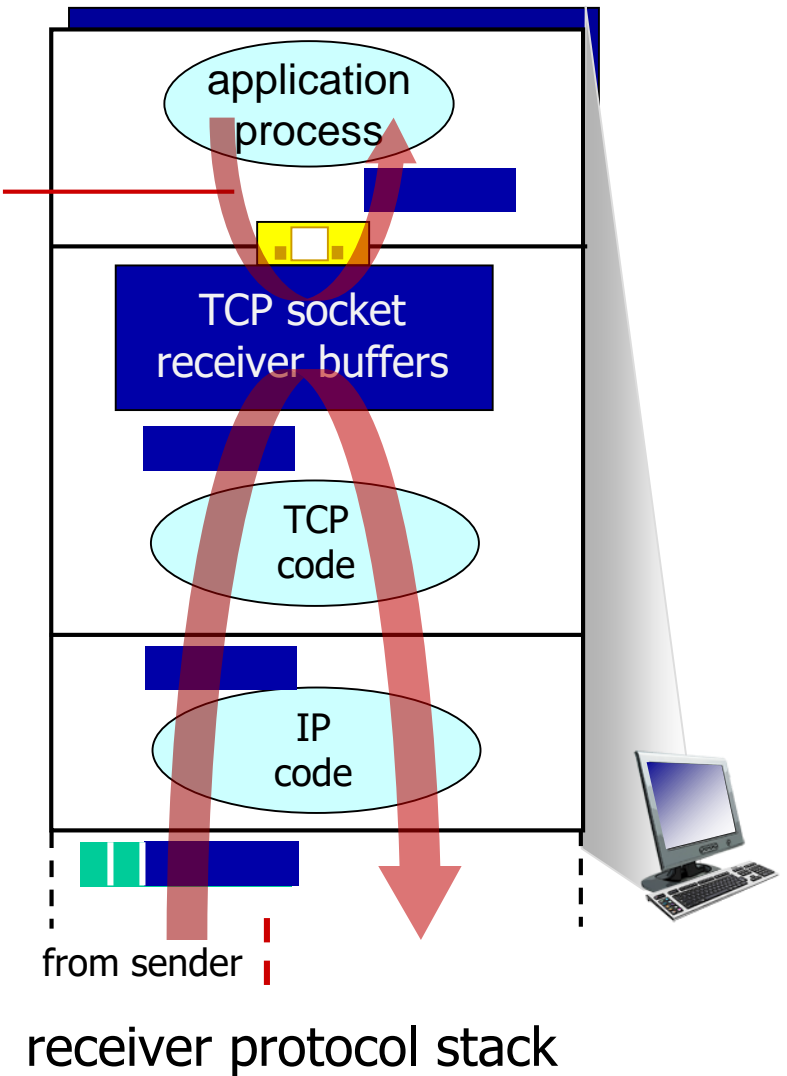 application
process
TCP socket
receiver buffers
TCP
code
IP
code
from sender
receiver protocol stack